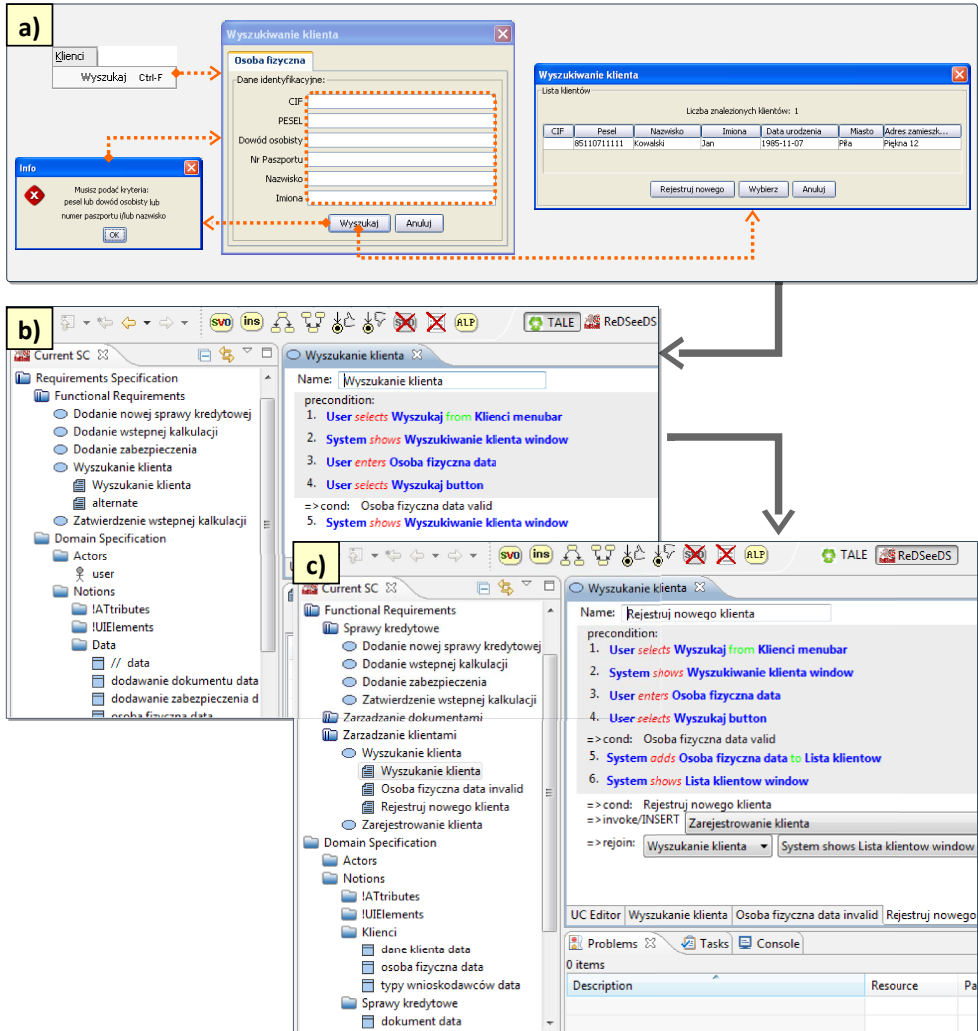 a)
Klienci
Wyszukaj Ctrl-F
Wyszukiwanie klienta
Osoba fizyczna
Dane identyfikacyjne:
CIF
PESEL
Dowód osobisty
Nr Paszportu
Nazwisko
Imiona
Wyszukaj Anuluj
Info
Musisz podać kryteria:
pesel lub dowód osobisty lub
numer paszportu i/lub nazwisko
OK
Wyszukiwanie klienta
Lista klientów
Liczba znalezionych klientów: 1
CIF Pesel Nazwisko Imiona Data urodzenia Miasto Adres zamieszk...
85110711111 Kowalski Jan 1985-11-07 Piła Piękna 12
Rejestruj nowego Wybierz Anuluj
b)
SVO ins ALP TALE ReDSeeDS
Current SC
Requirements Specification
Functional Requirements
Dodanie nowej sprawy kredytowej
Dodanie wstepnej kalkulacji
Dodanie zabezpieczenia
Wyszukanie klienta
Wyszukanie klienta
alternate
Zatwierdzenie wstepnej kalkulacji
Domain Specification
Actors
user
Notions
!ATtributes
!UIElements
Data
// data
dodawanie dokumentu data
dodawanie zabezpieczenia d
osoba fizyczna data
Wyszukanie klienta
Name: Wyszukanie klienta
precondition:
1. User selects Wyszukaj from Klienci menubar
2. System shows Wyszukiwanie klienta window
3. User enters Osoba fizyczna data
4. User selects Wyszukaj button
=>cond: Osoba fizyczna data valid
5. System shows Wyszukiwanie klienta window
c)
SVO ins SVO ALP TALE ReDSeeDS
Current SC
Functional Requirements
Sprawy kredytowe
Dodanie nowej sprawy kredytowej
Dodanie wstepnej kalkulacji
Dodanie zabezpieczenia
Zatwierdzenie wstepnej kalkulacji
Zarzadzanie dokumentami
Zarzadzanie klientami
Wyszukanie klienta
Wyszukanie klienta
Osoba fizyczna data invalid
Rejestruj nowego klienta
Zarejestrowanie klienta
Domain Specification
Actors
Notions
!ATtributes
!UIElements
Klienci
dane klienta data
osoba fizyczna data
typy wnioskodawców data
Sprawy kredytowe
dokument data
Wyszukanie klienta
Name: Rejestruj nowego klienta
precondition:
1. User selects Wyszukaj from Klienci menubar
2. System shows Wyszukiwanie klienta window
3. User enters Osoba fizyczna data
4. User selects Wyszukaj button
=>cond: Osoba fizyczna data valid
5. System adds Osoba fizyczna data to Lista klientow
6. System shows Lista klientow window
=>cond: Rejestruj nowego klienta
=>invoke/INSERT Zarejestrowanie klienta
=>rejoin: Wyszukanie klienta System shows Lista klientow window
UC Editor Wyszukanie klienta Osoba fizyczna data invalid Rejestruj nowego
Problems Tasks Console
0 items
Description Resource Pa